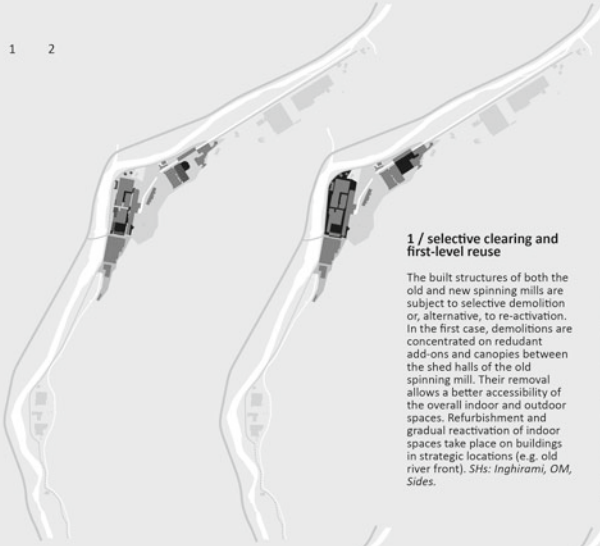 1 2
1 / selective clearing and
first-level reuse
The built structures of both the
old and new spinning mills are
subject to selective demolition
or, alternative, to re-activation.
In the first case, demolitions are
concentrated on redudant
add-ons and canopies between
the shed halls of the old
spinning mill. Their removal
allows a better accessibility of
the overall indoor and outdoor
spaces. Refurbishment and
gradual reactivation of indoor
spaces take place on buildings
in strategic locations (e.g. old
river front). SHs: Inghirami, OM,
Sides.